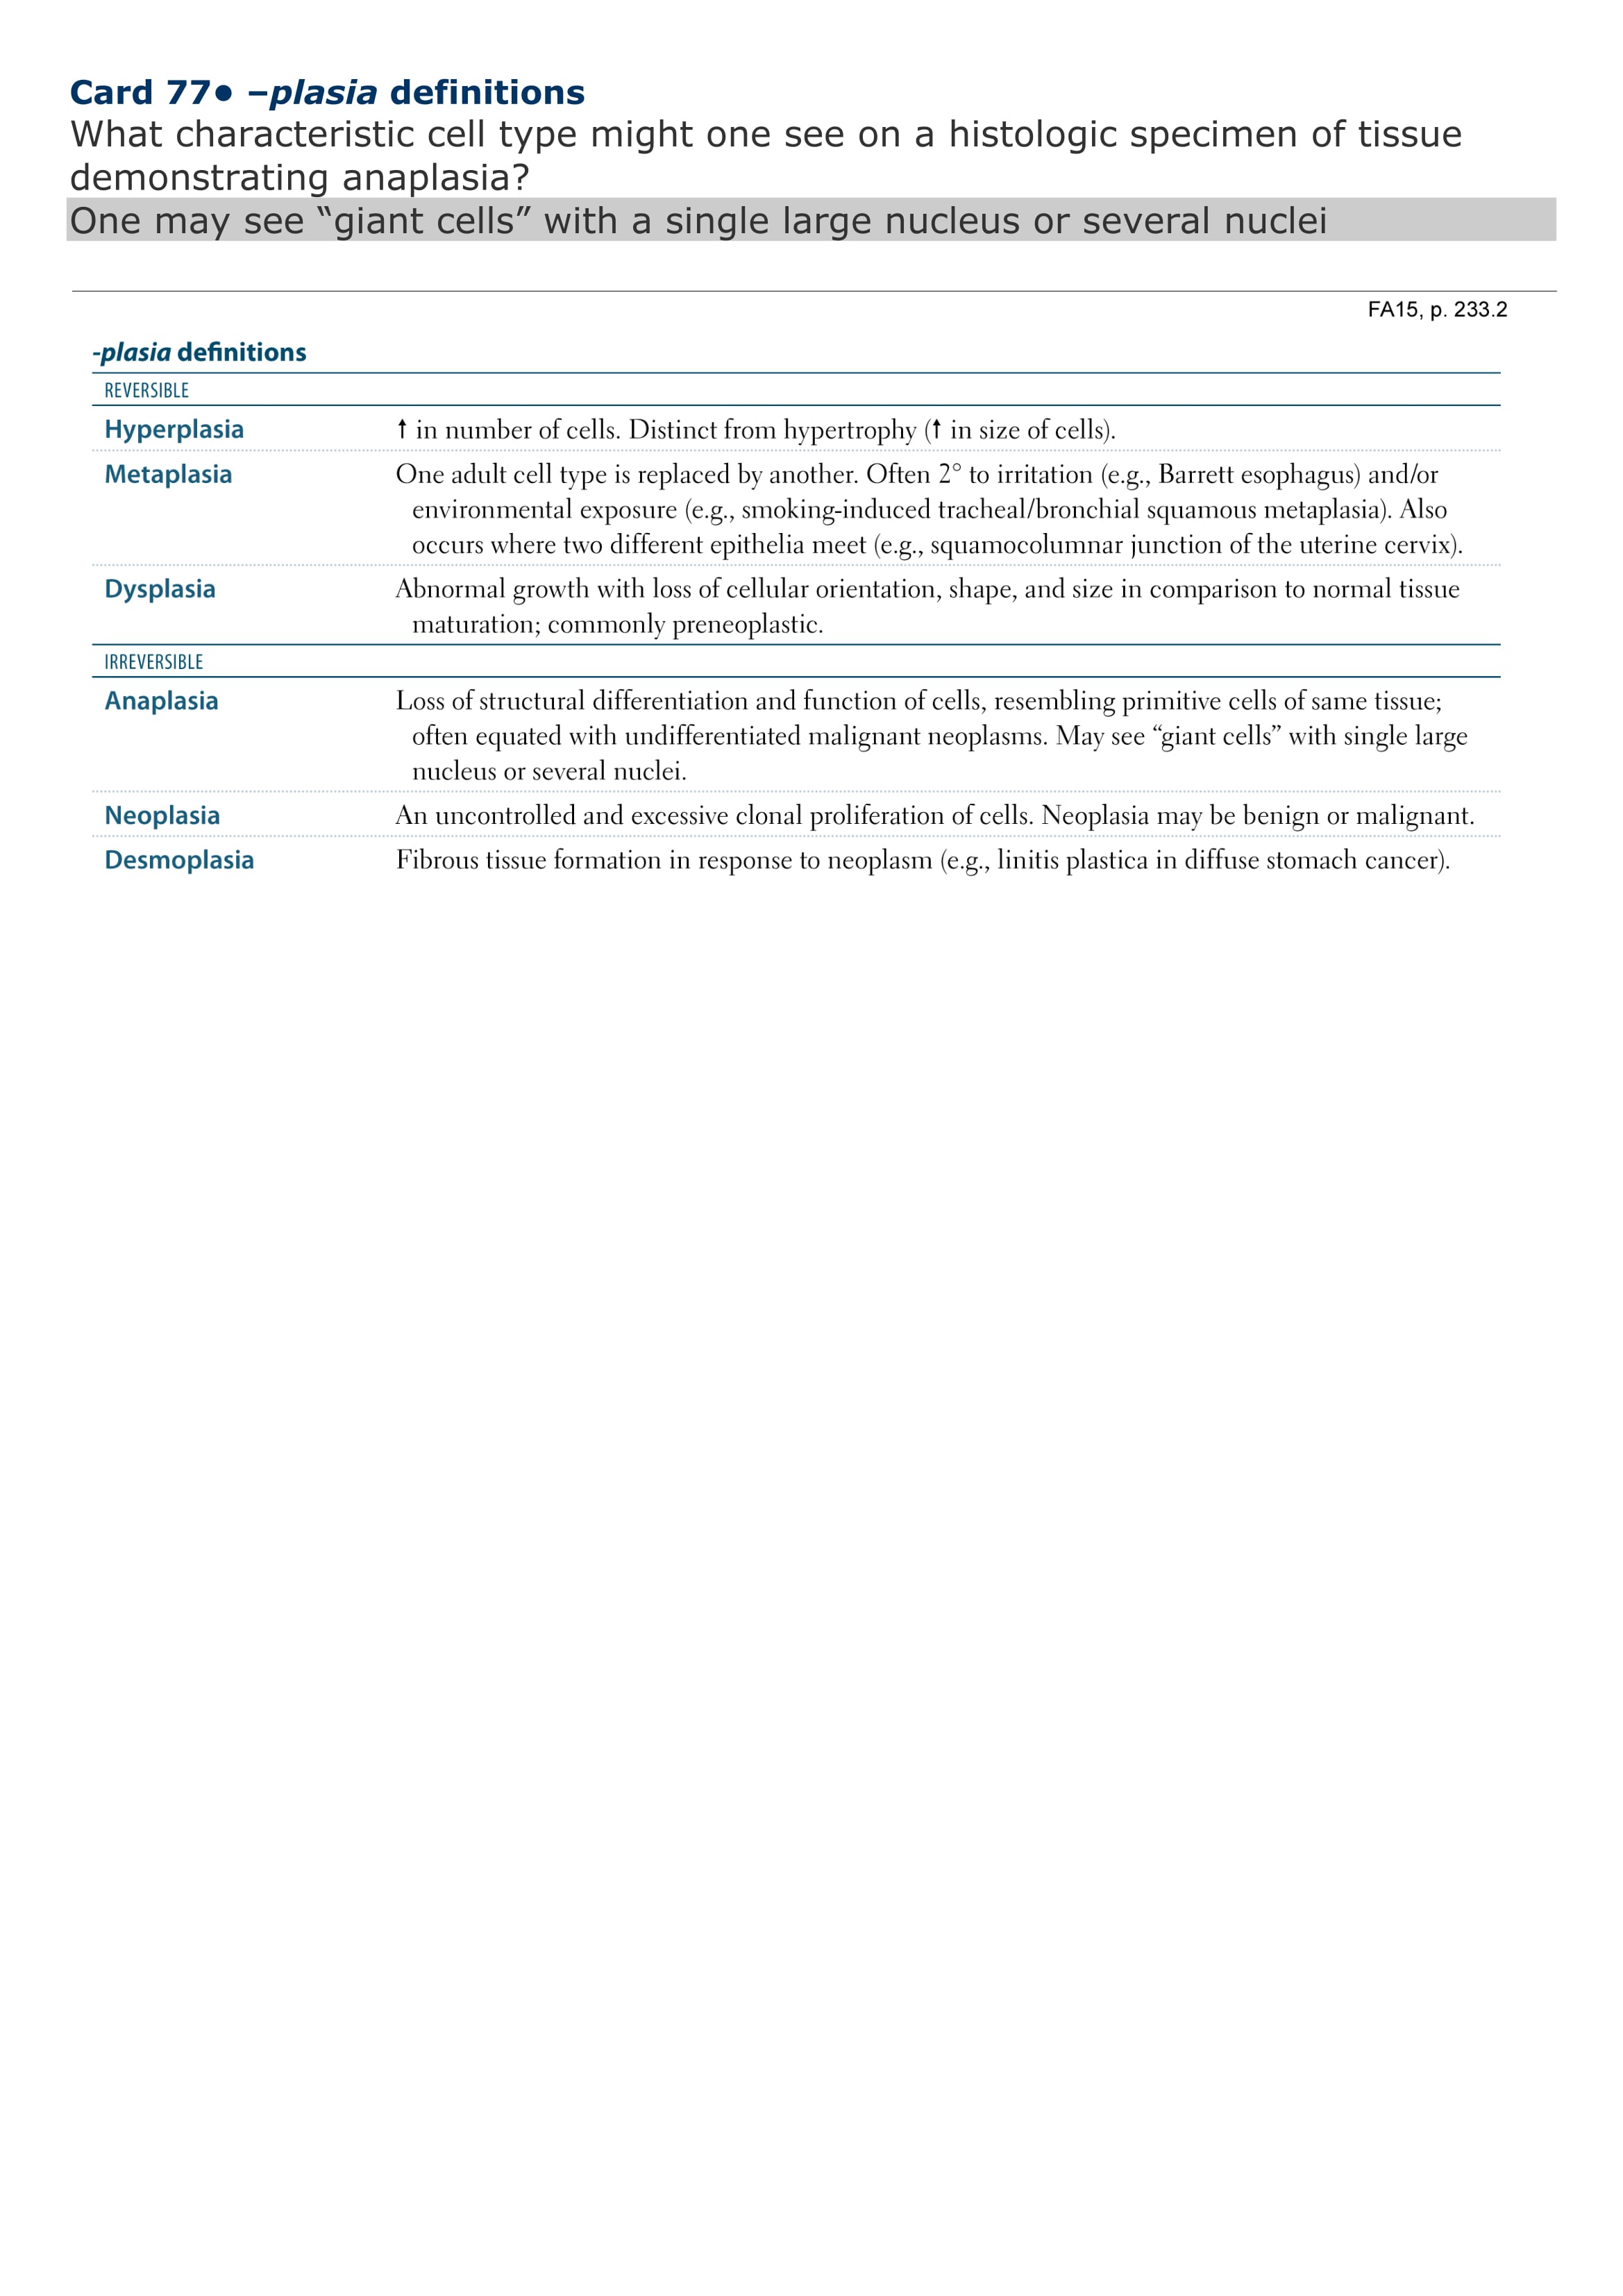 Card 77● –plasia definitions
What characteristic cell type might one see on a histologic specimen of tissue
demonstrating anaplasia?
One may see “giant cells” with a single large nucleus or several nuclei
FA15, p. 233.2
-plasia definitions
REVERSIBLE
Hyperplasia ↑ in number of cells. Distinct from hypertrophy (↑ in size of cells).
Metaplasia One adult cell type is replaced by another. Often 2° to irritation (e.g., Barrett esophagus) and/or
environmental exposure (e.g., smoking-induced tracheal/bronchial squamous metaplasia). Also
occurs where two different epithelia meet (e.g., squamocolumnar junction of the uterine cervix).
Dysplasia Abnormal growth with loss of cellular orientation, shape, and size in comparison to normal tissue
maturation; commonly preneoplastic.
IRREVERSIBLE
Anaplasia Loss of structural differentiation and function of cells, resembling primitive cells of same tissue;
often equated with undifferentiated malignant neoplasms. May see “giant cells” with single large
nucleus or several nuclei.
Neoplasia An uncontrolled and excessive clonal proliferation of cells. Neoplasia may be benign or malignant.
Desmoplasia Fibrous tissue formation in response to neoplasm (e.g., linitis plastica in diffuse stomach cancer).